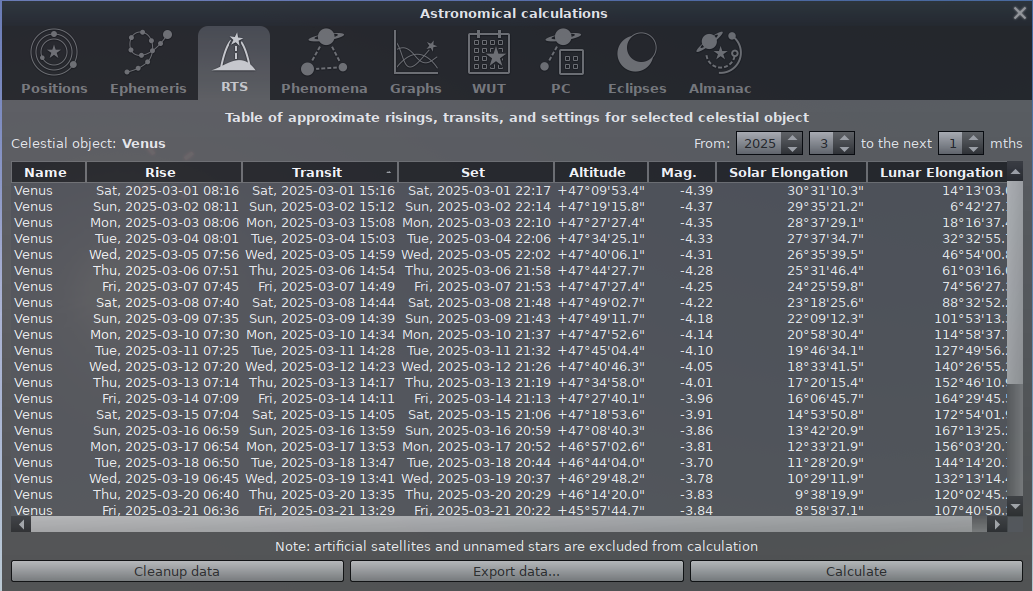 Astronomical calculations
Positions Ephemeris RTS Phenomena Graphs WUT PC Eclipses Almanac
Table of approximate risings, transits, and settings for selected celestial object
Celestial object: Venus From: 2025 3 to the next 1 mths
Name Rise Transit Set Altitude Mag. Solar Elongation Lunar Elongation
Venus Sat, 2025-03-01 08:16 Sat, 2025-03-01 15:16 Sat, 2025-03-01 22:17 +47°09'53.4" -4.39 30°31'10.3" 14°13'03.
Venus Sun, 2025-03-02 08:11 Sun, 2025-03-02 15:12 Sun, 2025-03-02 22:14 +47°19'15.8" -4.37 29°35'21.2" 6°42'27.
Venus Mon, 2025-03-03 08:06 Mon, 2025-03-03 15:08 Mon, 2025-03-03 22:10 +47°27'27.4" -4.35 28°37'29.1" 18°16'37.
Venus Tue, 2025-03-04 08:01 Tue, 2025-03-04 15:03 Tue, 2025-03-04 22:06 +47°34'25.1" -4.33 27°37'34.7" 32°32'55.
Venus Wed, 2025-03-05 07:56 Wed, 2025-03-05 14:59 Wed, 2025-03-05 22:02 +47°40'06.1" -4.31 26°35'39.5" 46°54'00.
Venus Thu, 2025-03-06 07:51 Thu, 2025-03-06 14:54 Thu, 2025-03-06 21:58 +47°44'27.7" -4.28 25°31'46.4" 61°03'16.
Venus Fri, 2025-03-07 07:45 Fri, 2025-03-07 14:49 Fri, 2025-03-07 21:53 +47°47'27.4" -4.25 24°25'59.8" 74°56'27.
Venus Sat, 2025-03-08 07:40 Sat, 2025-03-08 14:44 Sat, 2025-03-08 21:48 +47°49'02.7" -4.22 23°18'25.6" 88°32'52.
Venus Sun, 2025-03-09 07:35 Sun, 2025-03-09 14:39 Sun, 2025-03-09 21:43 +47°49'11.7" -4.18 22°09'12.3" 101°53'13.
Venus Mon, 2025-03-10 07:30 Mon, 2025-03-10 14:34 Mon, 2025-03-10 21:37 +47°47'52.6" -4.14 20°58'30.4" 114°58'37.
Venus Tue, 2025-03-11 07:25 Tue, 2025-03-11 14:28 Tue, 2025-03-11 21:32 +47°45'04.4" -4.10 19°46'34.1" 127°49'56.
Venus Wed, 2025-03-12 07:20 Wed, 2025-03-12 14:23 Wed, 2025-03-12 21:26 +47°40'46.3" -4.05 18°33'41.5" 140°26'55.
Venus Thu, 2025-03-13 07:14 Thu, 2025-03-13 14:17 Thu, 2025-03-13 21:19 +47°34'58.0" -4.01 17°20'15.4" 152°46'10.
Venus Fri, 2025-03-14 07:09 Fri, 2025-03-14 14:11 Fri, 2025-03-14 21:13 +47°27'40.1" -3.96 16°06'45.7" 164°29'45.
Venus Sat, 2025-03-15 07:04 Sat, 2025-03-15 14:05 Sat, 2025-03-15 21:06 +47°18'53.6" -3.91 14°53'50.8" 172°54'01.
Venus Sun, 2025-03-16 06:59 Sun, 2025-03-16 13:59 Sun, 2025-03-16 20:59 +47°08'40.3" -3.86 13°42'20.9" 167°13'25.
Venus Mon, 2025-03-17 06:54 Mon, 2025-03-17 13:53 Mon, 2025-03-17 20:52 +46°57'02.6" -3.81 12°33'21.9" 156°03'20.
Venus Tue, 2025-03-18 06:50 Tue, 2025-03-18 13:47 Tue, 2025-03-18 20:44 +46°44'04.0" -3.70 11°28'20.9" 144°14'20.
Venus Wed, 2025-03-19 06:45 Wed, 2025-03-19 13:41 Wed, 2025-03-19 20:37 +46°29'48.2" -3.78 10°29'11.9" 132°13'14.
Venus Thu, 2025-03-20 06:40 Thu, 2025-03-20 13:35 Thu, 2025-03-20 20:29 +46°14'20.0" -3.83 9°38'19.9" 120°02'45.
Venus Fri, 2025-03-21 06:36 Fri, 2025-03-21 13:29 Fri, 2025-03-21 20:22 +45°57'44.7" -3.84 8°58'37.1" 107°40'50.
Note: artificial satellites and unnamed stars are excluded from calculation
Cleanup data Export data... Calculate